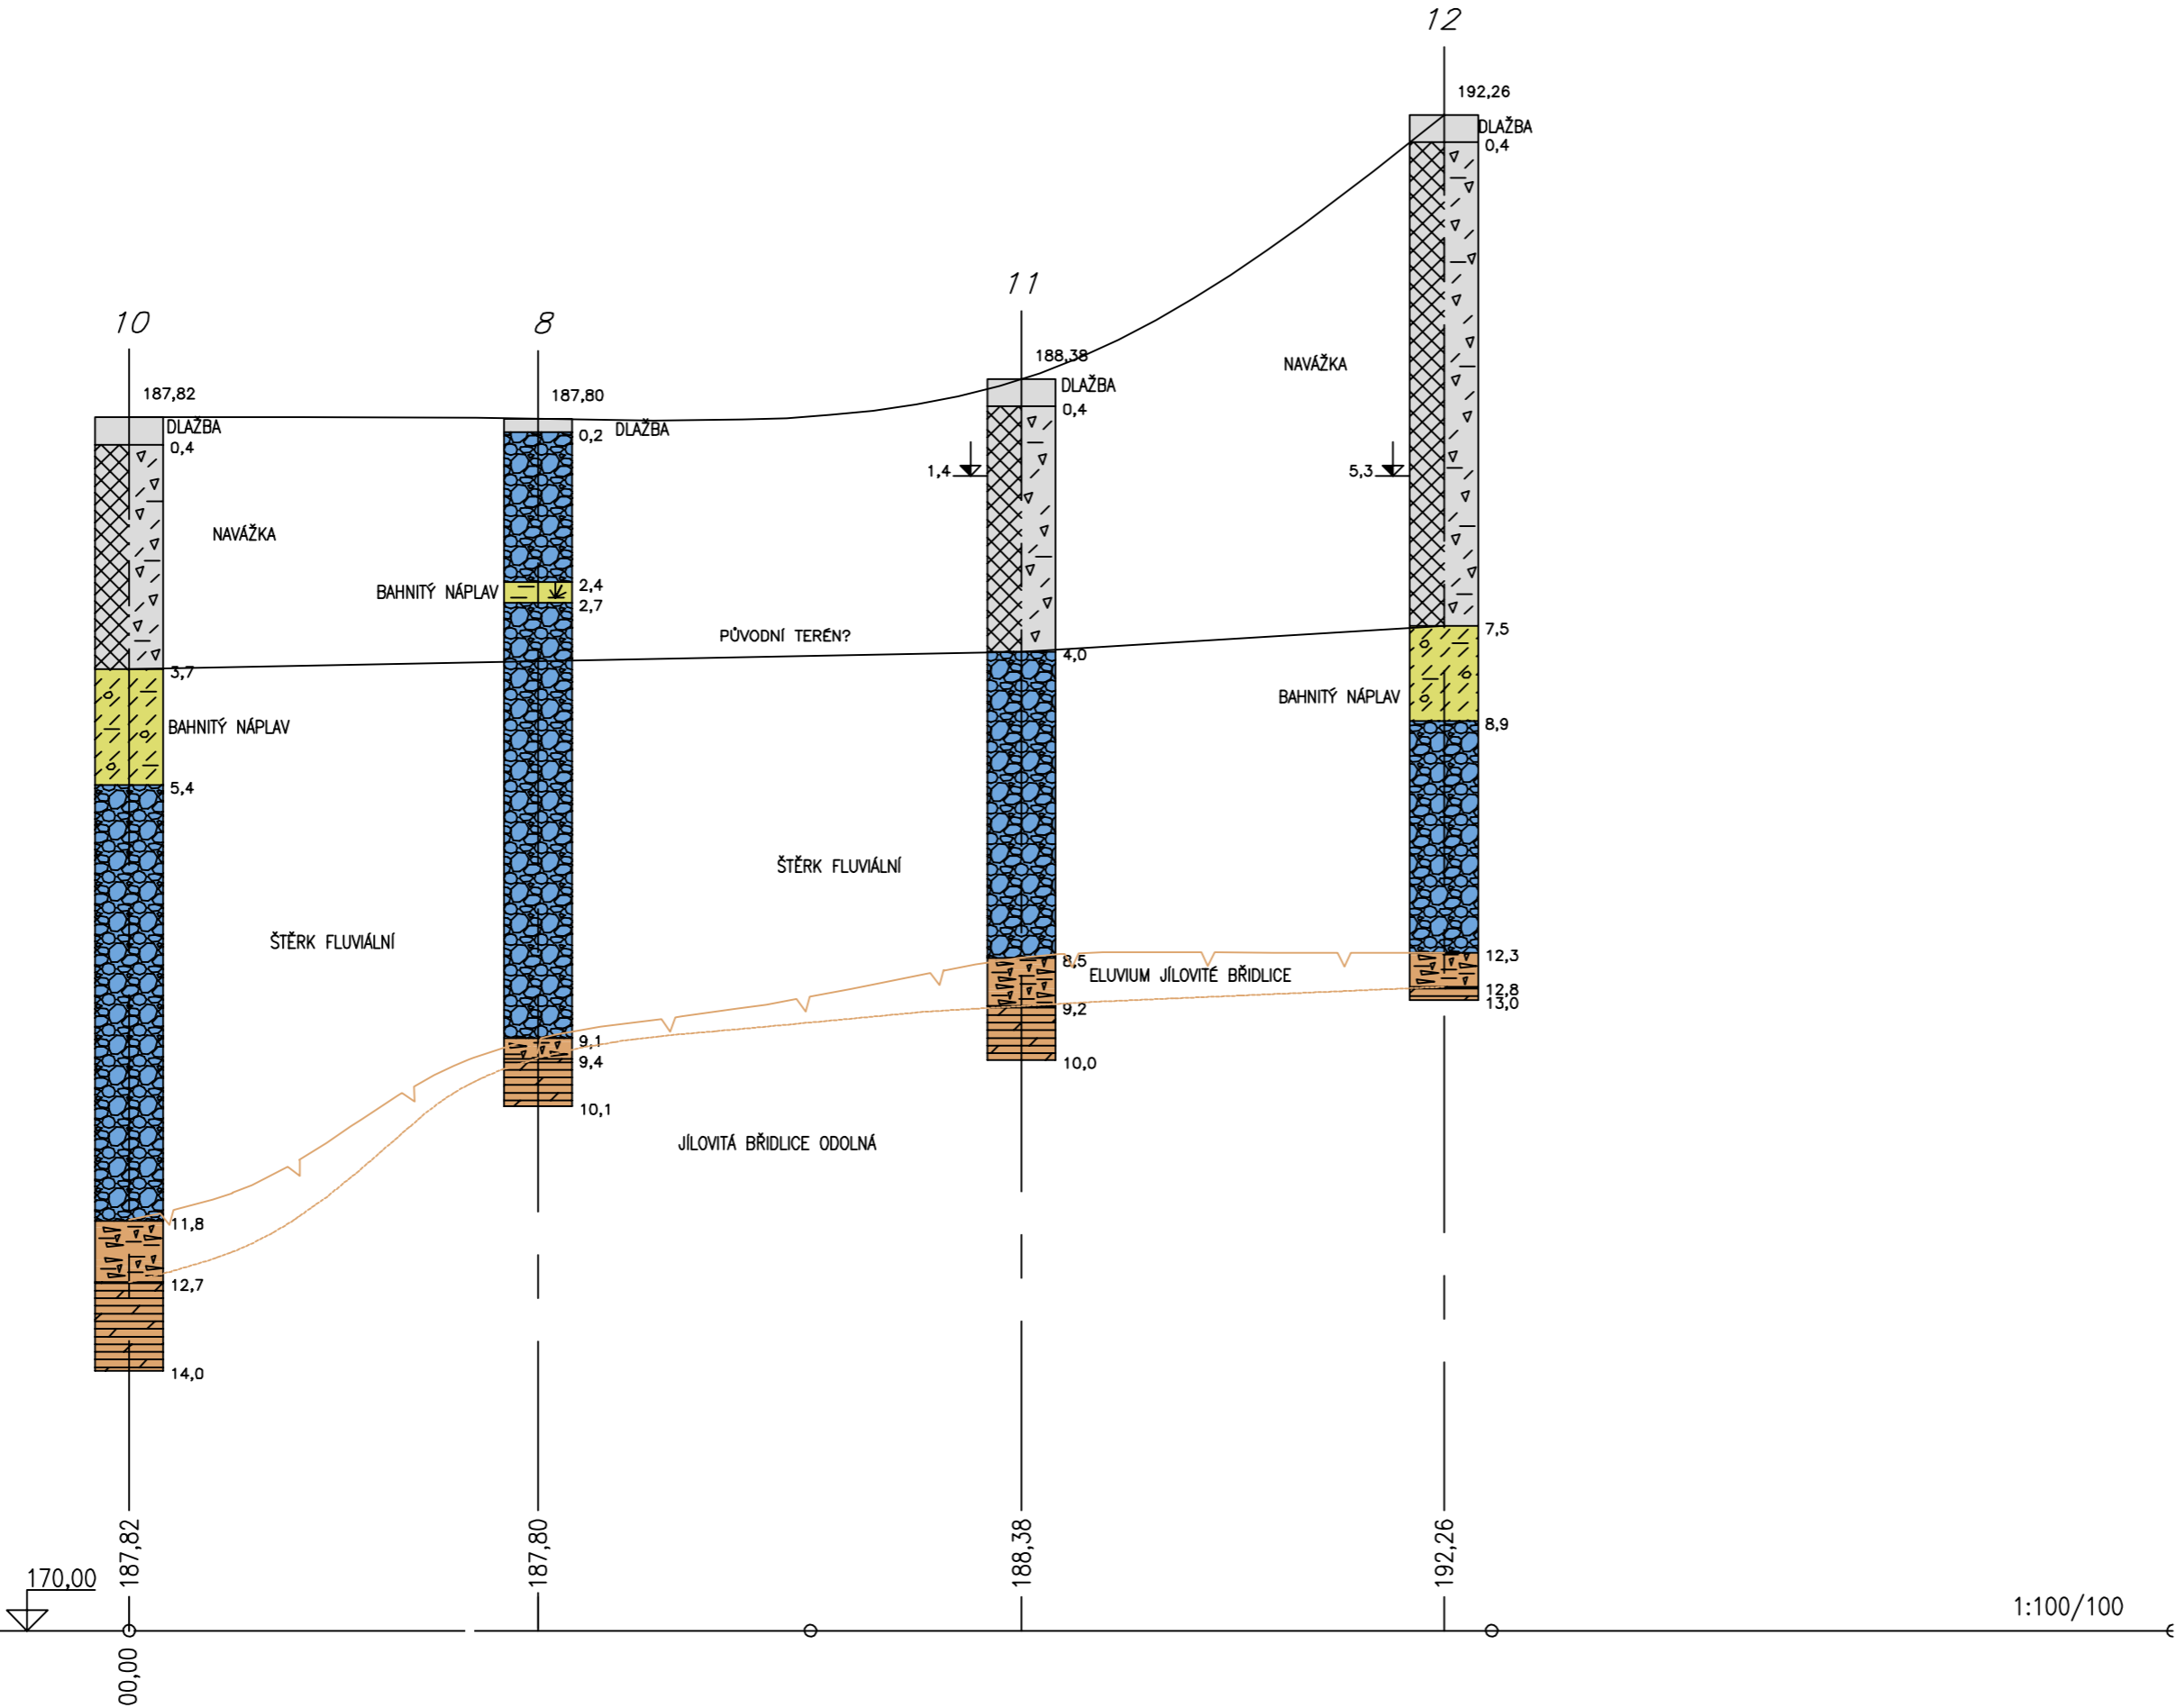 12
192,26
DLAŽBA
0,4
11
188,38
DLAŽBA
0,4
NAVÁŽKA
10
187,82
DLAŽBA
0,4
8
187,80
DLAŽBA
0,2
1,4
5,3
NAVÁŽKA
BAHNITÝ NÁPLAV
2,4
2,7
PŮVODNÍ TERÉN?
7,5
4,0
3,7
BAHNITÝ NÁPLAV
BAHNITÝ NÁPLAV
8,9
5,4
ŠTĚRK FLUVIÁLNÍ
ŠTĚRK FLUVIÁLNÍ
8,5
12,3
ELUVIUM JÍLOVITÉ BŘIDLICE
12,8
13,0
9,2
9,1
9,4
10,0
10,1
JÍLOVITÁ BŘIDLICE ODOLNÁ
11,8
12,7
14,0
187,82
187,80
188,38
192,26
170,00
1:100/100
00,00